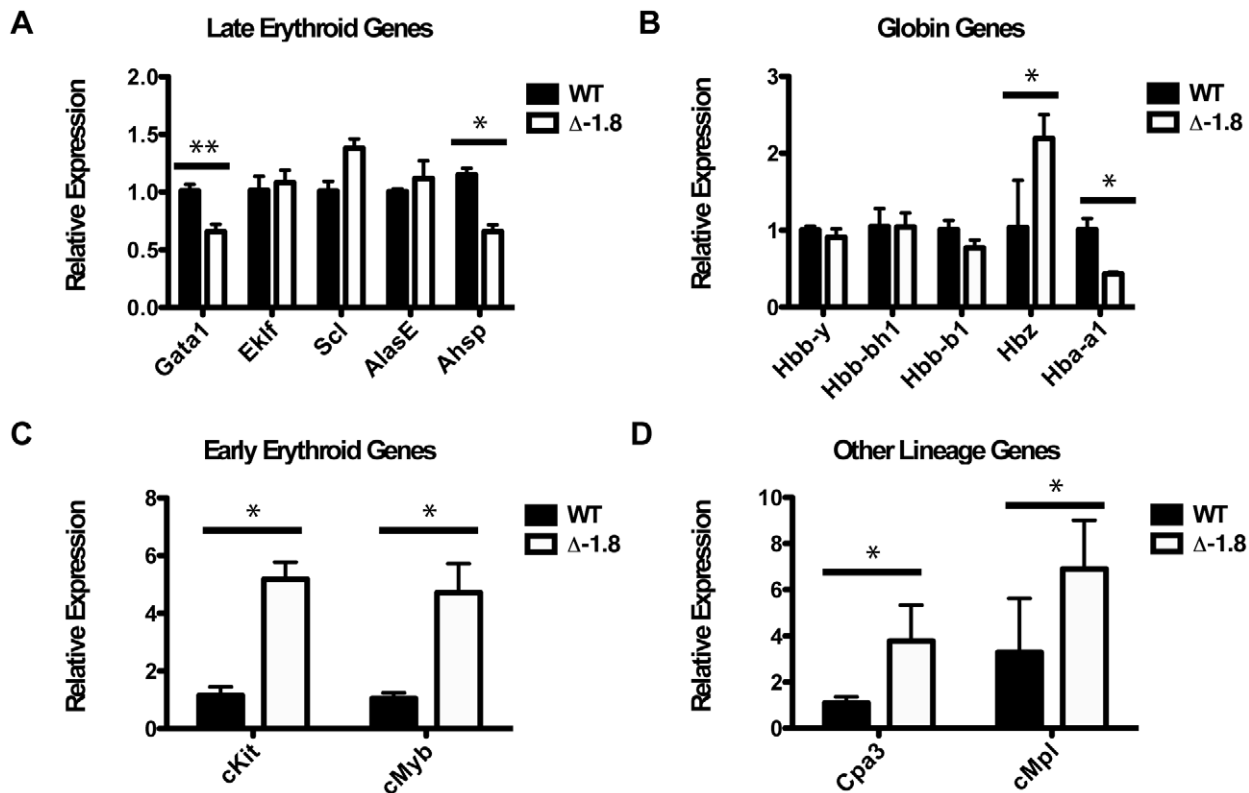 A
Late Erythroid Genes
Relative Expression
2.0
1.5
1.0
0.5
0.0
**
*
WT
Δ-1.8
Gata1
Eklf
Scl
AlasE
Ahsp
B
Globin Genes
Relative Expression
3
2
1
0
*
*
WT
Δ-1.8
Hbb-y
Hbb-bh1
Hbb-b1
Hbz
Hba-a1
C
Early Erythroid Genes
Relative Expression
8
6
4
2
0
*
*
WT
Δ-1.8
cKit
cMyb
D
Other Lineage Genes
Relative Expression
10
8
6
4
2
0
*
*
WT
Δ-1.8
Cpa3
cMpl